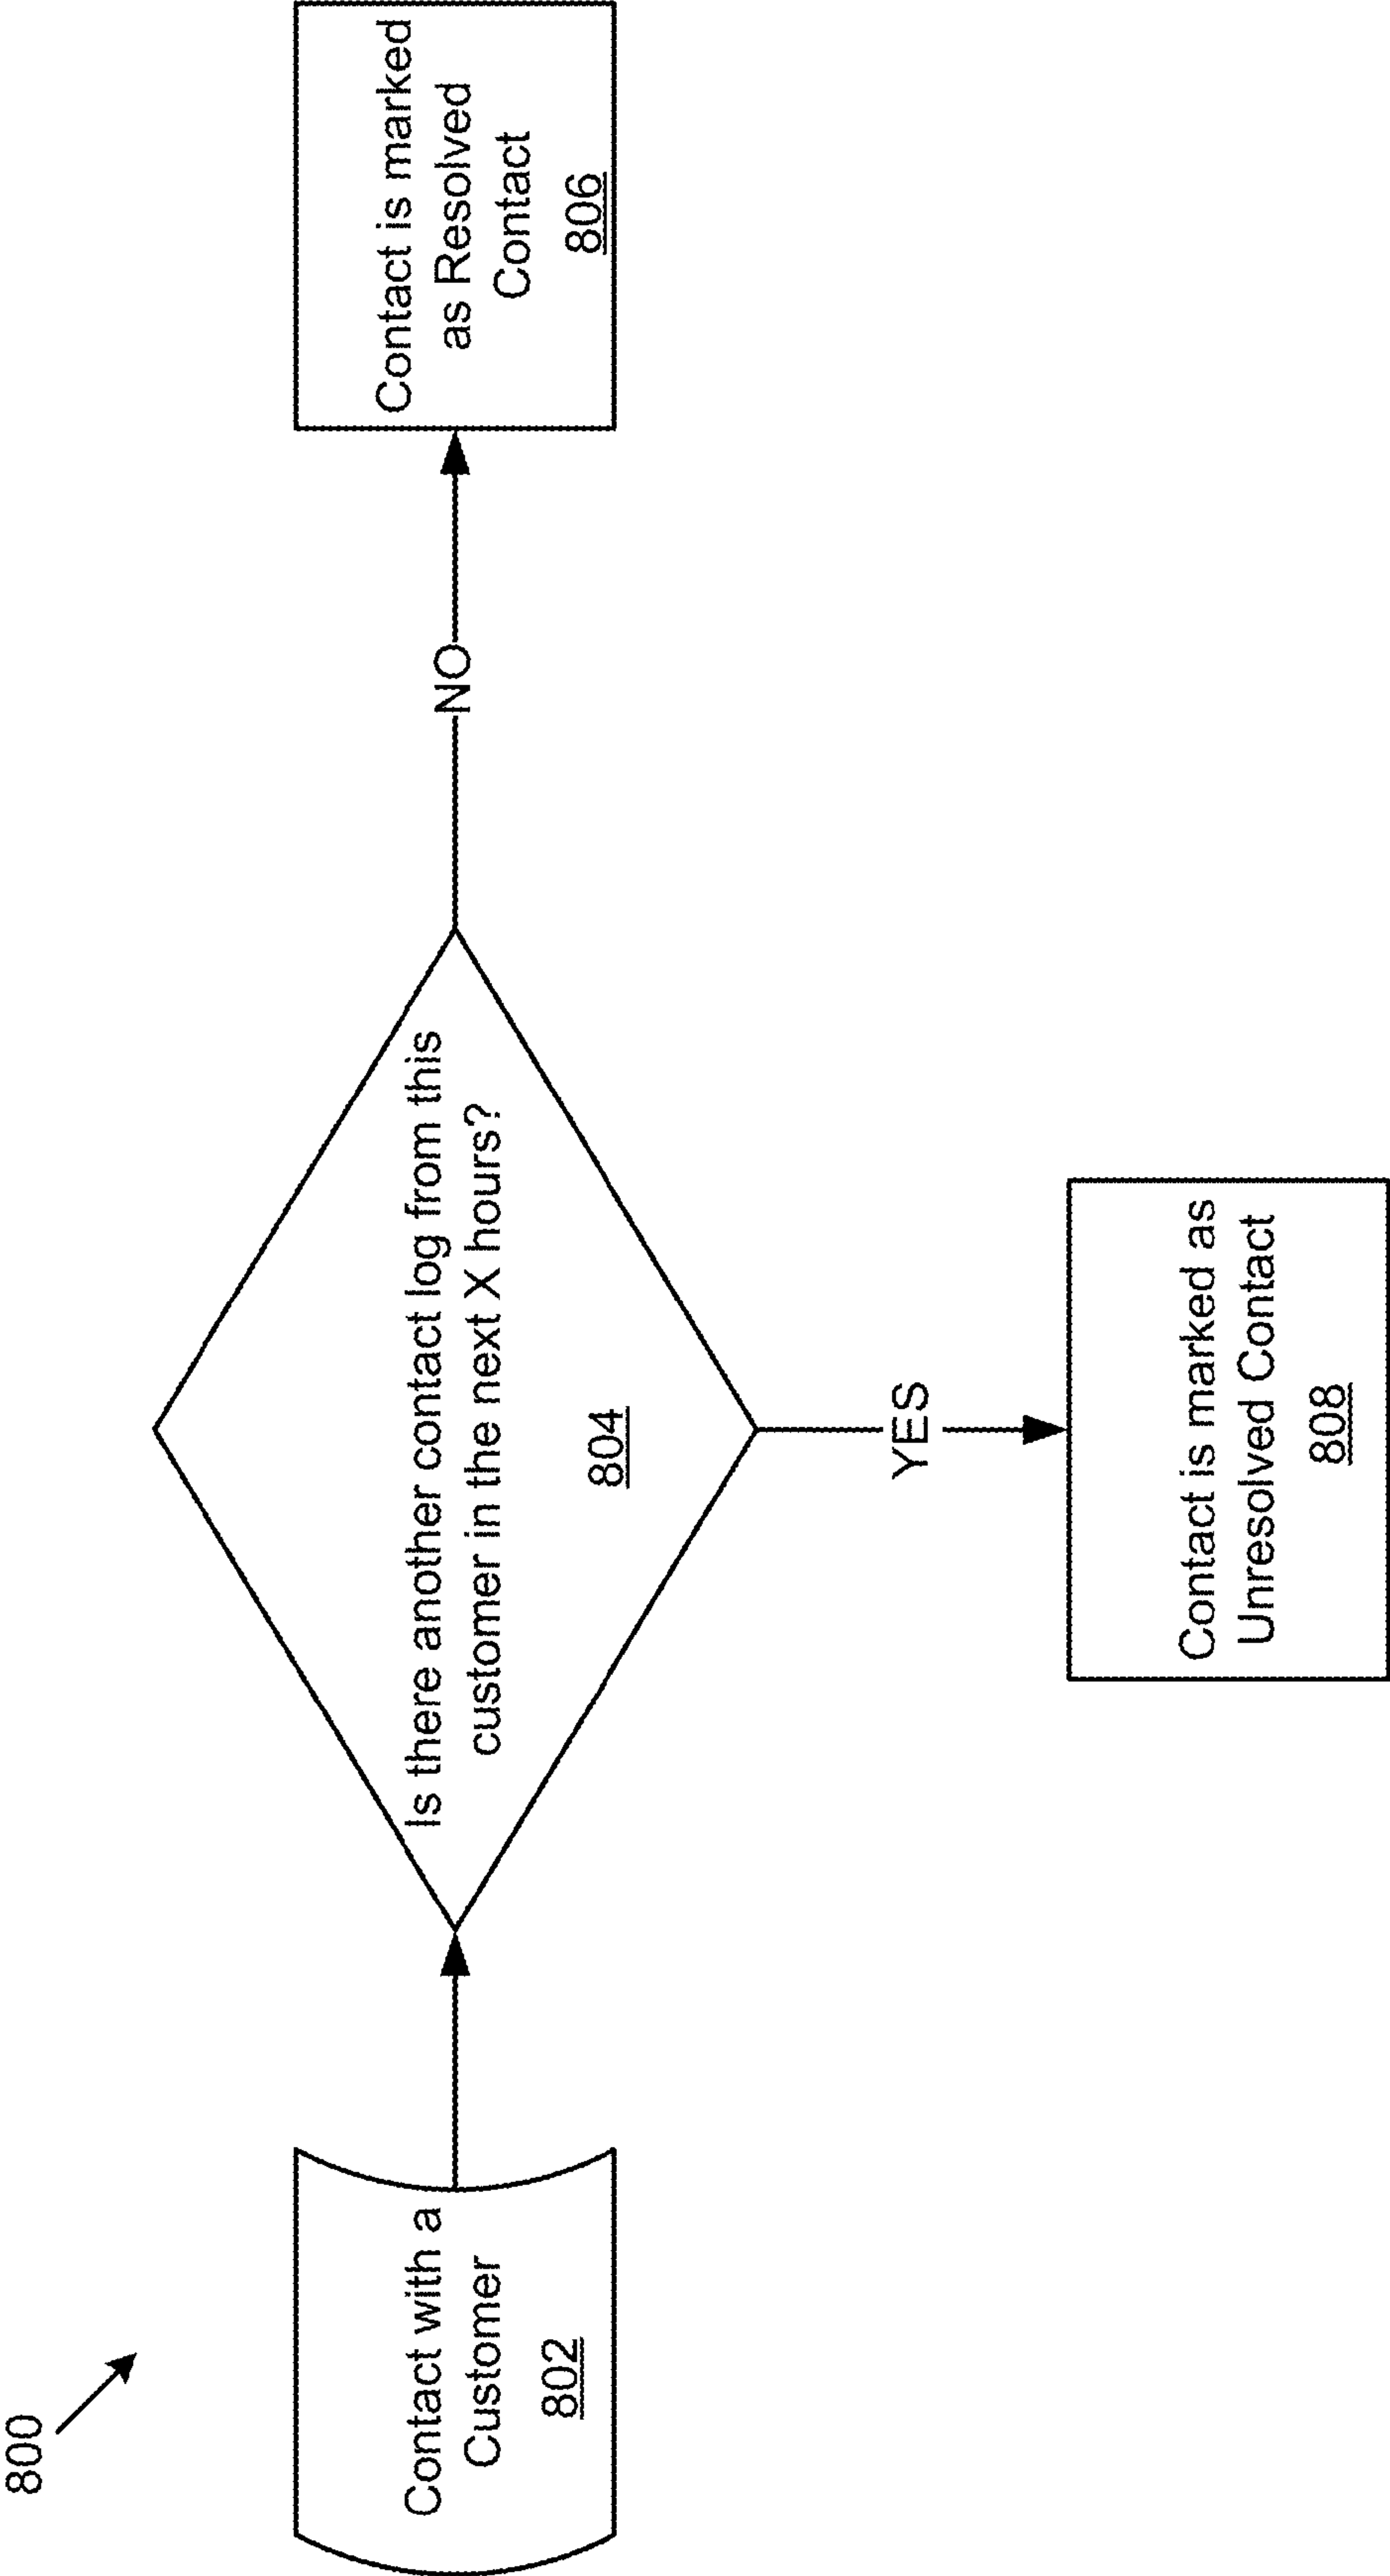 800
Contact with a
Customer
802
Is there another contact log from this
customer in the next X hours?
804
NO
Contact is marked
as Resolved
Contact
806
YES
Contact is marked as
Unresolved Contact
808